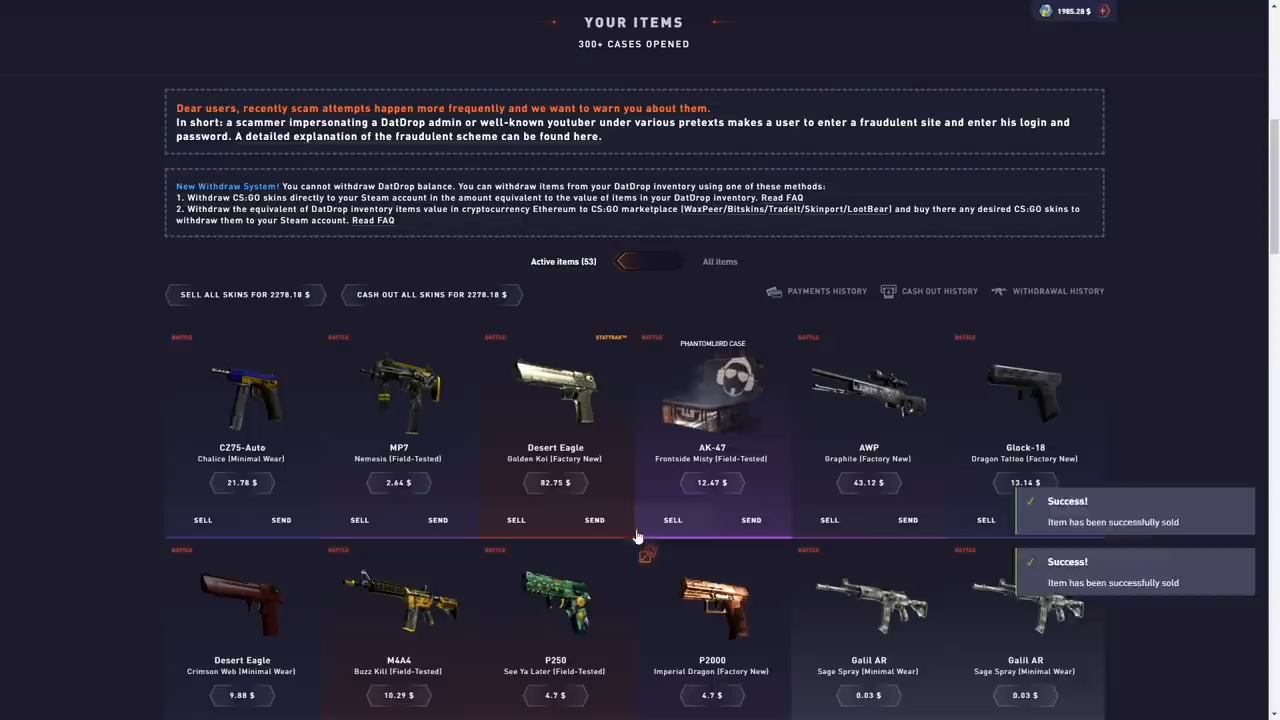 1985.28 $
YOUR ITEMS
300+ CASES OPENED
Dear users, recently scam attempts happen more frequently and we want to warn you about them.
In short: a scammer impersonating a DatDrop admin or well-known youtuber under various pretexts makes a user to enter a fraudulent site and enter his login and
password. A detailed explanation of the fraudulent scheme can be found here.
New Withdraw System! You cannot withdraw DatDrop balance. You can withdraw items from your DatDrop inventory using one of these methods:
1. Withdraw CS:GO skins directly to your Steam account in the amount equivalent to the value of items in your DatDrop inventory. Read FAQ
2. Withdraw the equivalent of DatDrop inventory items value in cryptocurrency Ethereum to CS:GO marketplace (WaxPeer/Bitskins/TradeIt/Skinport/LootBear) and buy there any desired CS:GO skins to
withdraw them to your Steam account. Read FAQ
Active items (53) All items
SELL ALL SKINS FOR 2278.18 $ CASH OUT ALL SKINS FOR 2278.18 $ PAYMENTS HISTORY CASH OUT HISTORY WITHDRAWAL HISTORY
BATTLE BATTLE BATTLE STATTRAK™ BATTLE BATTLE BATTLE
PHANTOML0RD CASE
CZ75-Auto MP7 Desert Eagle AK-47 AWP Glock-18
Chalice (Minimal Wear) Nemesis (Field-Tested) Golden Koi (Factory New) Frontside Misty (Field-Tested) Graphite (Factory New) Dragon Tattoo (Factory New)
21.78 $ 2.64 $ 82.75 $ 12.47 $ 43.12 $ 13.14 $
SELL SEND SELL SEND SELL SEND SELL SEND SELL SEND SELL
Success!
Item has been successfully sold
BATTLE BATTLE BATTLE BATTLE BATTLE
Success!
Item has been successfully sold
Desert Eagle M4A4 P250 P2000 Galil AR Galil AR
Crimson Web (Minimal Wear) Buzz Kill (Field-Tested) See Ya Later (Field-Tested) Imperial Dragon (Factory New) Sage Spray (Minimal Wear) Sage Spray (Minimal Wear)
9.88 $ 10.29 $ 4.7 $ 4.7 $ 0.03 $ 0.03 $